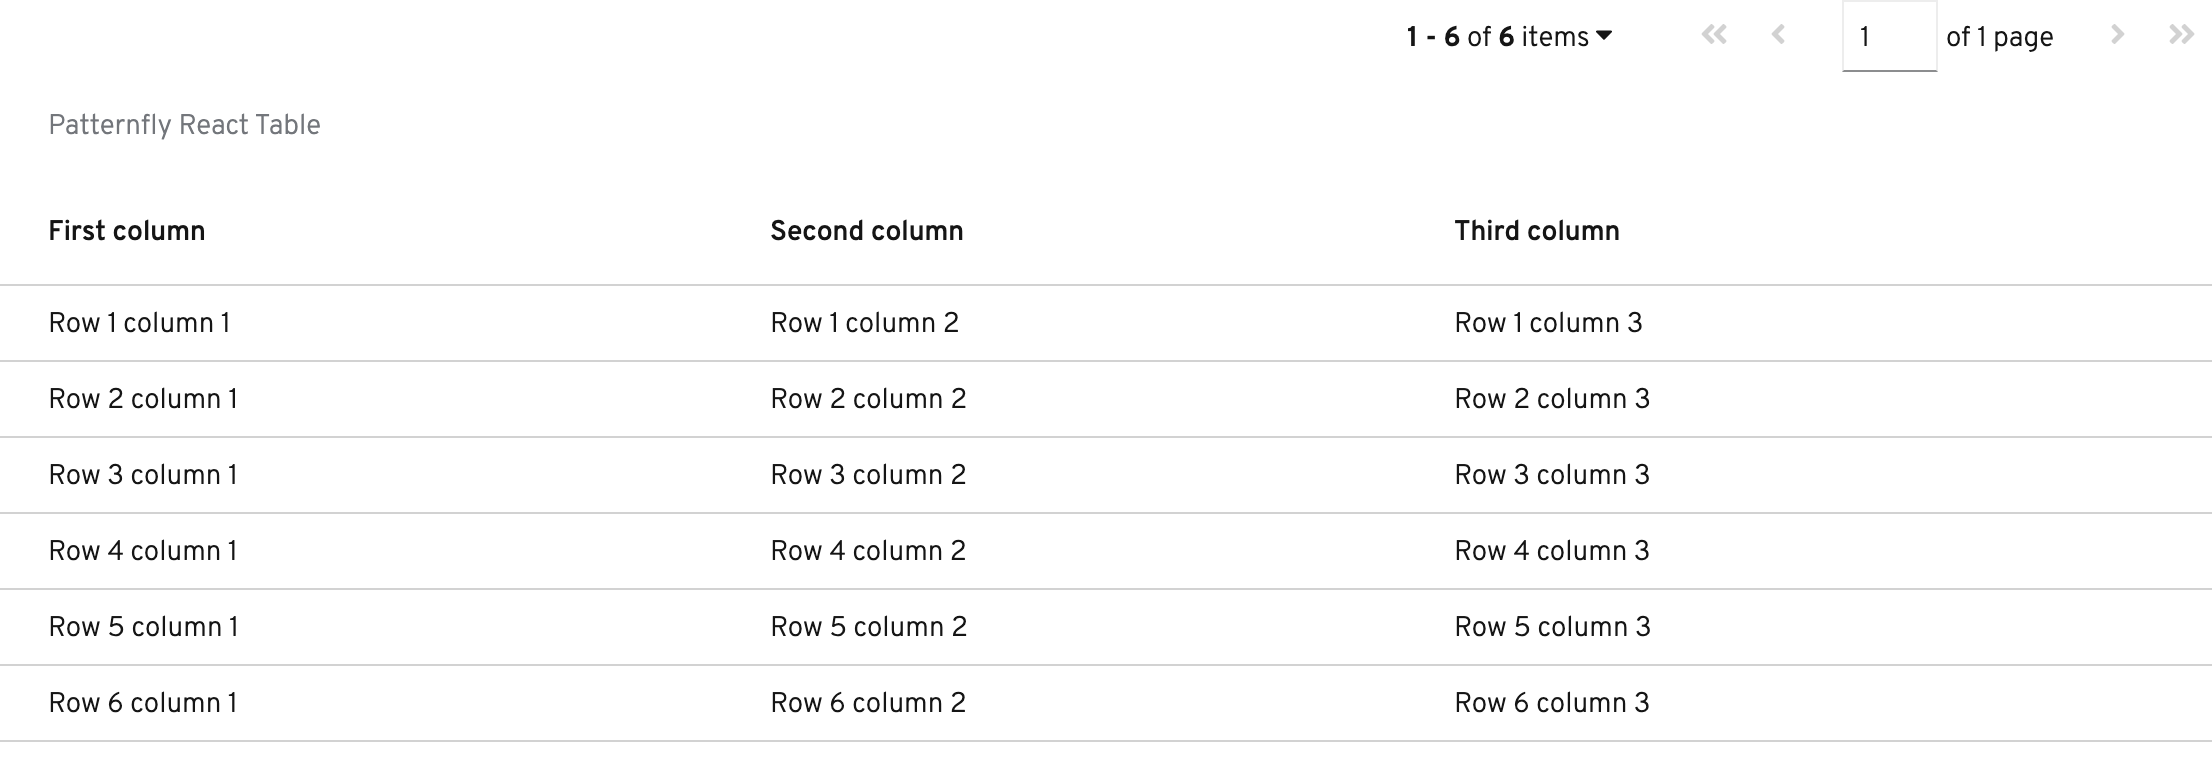 1 - 6 of 6 items 1 of 1 page
Patternfly React Table
First column Second column Third column
Row 1 column 1 Row 1 column 2 Row 1 column 3
Row 2 column 1 Row 2 column 2 Row 2 column 3
Row 3 column 1 Row 3 column 2 Row 3 column 3
Row 4 column 1 Row 4 column 2 Row 4 column 3
Row 5 column 1 Row 5 column 2 Row 5 column 3
Row 6 column 1 Row 6 column 2 Row 6 column 3